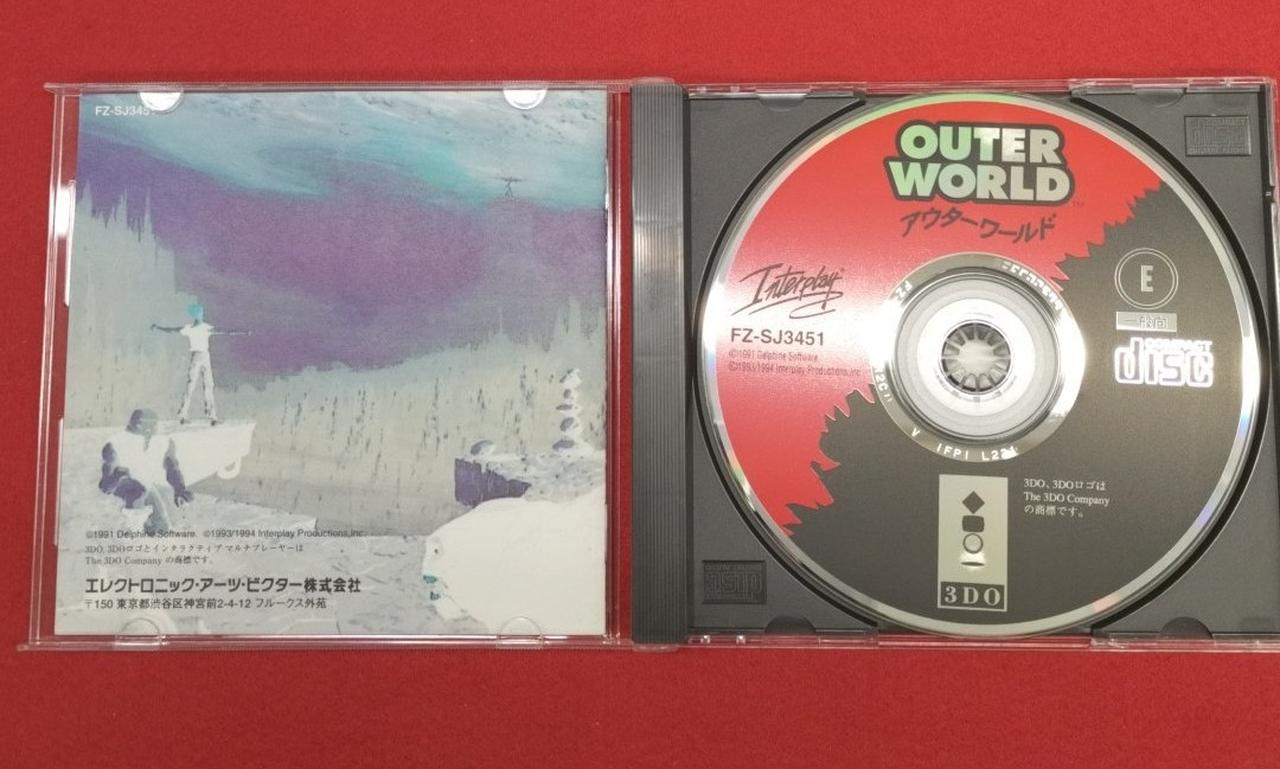 FZ-SJ3451
©1991 Delphine Software. ©1993/1994 Interplay Productions,Inc.
3DO、3DOロゴとインタラクティブ マルチプレーヤーは
The 3DO Company の商標です。
エレクトロニック・アーツ・ビクター株式会社
〒150 東京都渋谷区神宮前2-4-12 フルークス外苑
OUTER
WORLD
™
アウターワールド
Interplay
FZ-SJ3451
©1991 Delphine Software.
©1993/1994 Interplay Productions,Inc.
E
一般向
COMPACT
disc
V IFPI L221
3DO、3DOロゴは
The 3DO Company
の商標です。
3DO